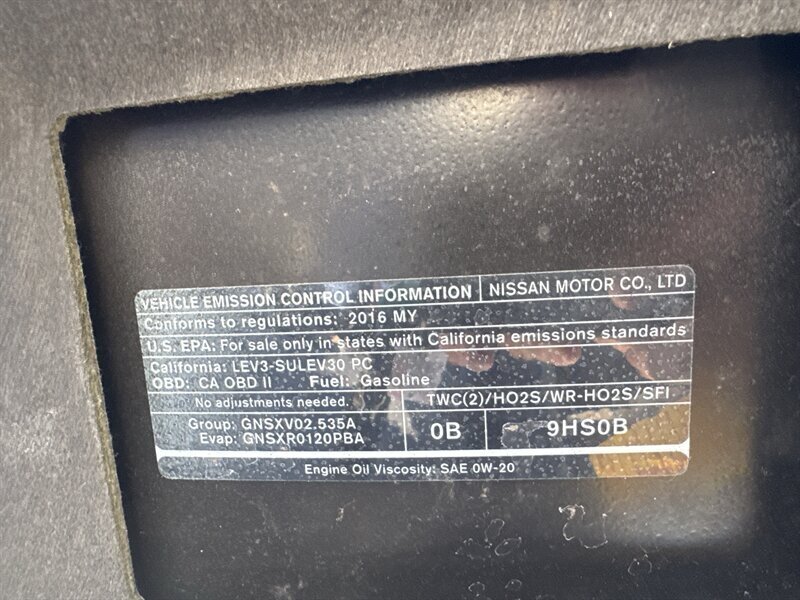 VEHICLE EMISSION CONTROL INFORMATION NISSAN MOTOR CO., LTD
Conforms to regulations: 2016 MY
U.S. EPA: For sale only in states with California emissions standards
California: LEV3-SULEV30 PC
OBD: CA OBD II Fuel: Gasoline
No adjustments needed. TWC(2)/HO2S/WR-HO2S/SFI
Group: GNSXV02.535A
Evap: GNSXR0120PBA
0B 9HS0B
Engine Oil Viscosity: SAE 0W-20